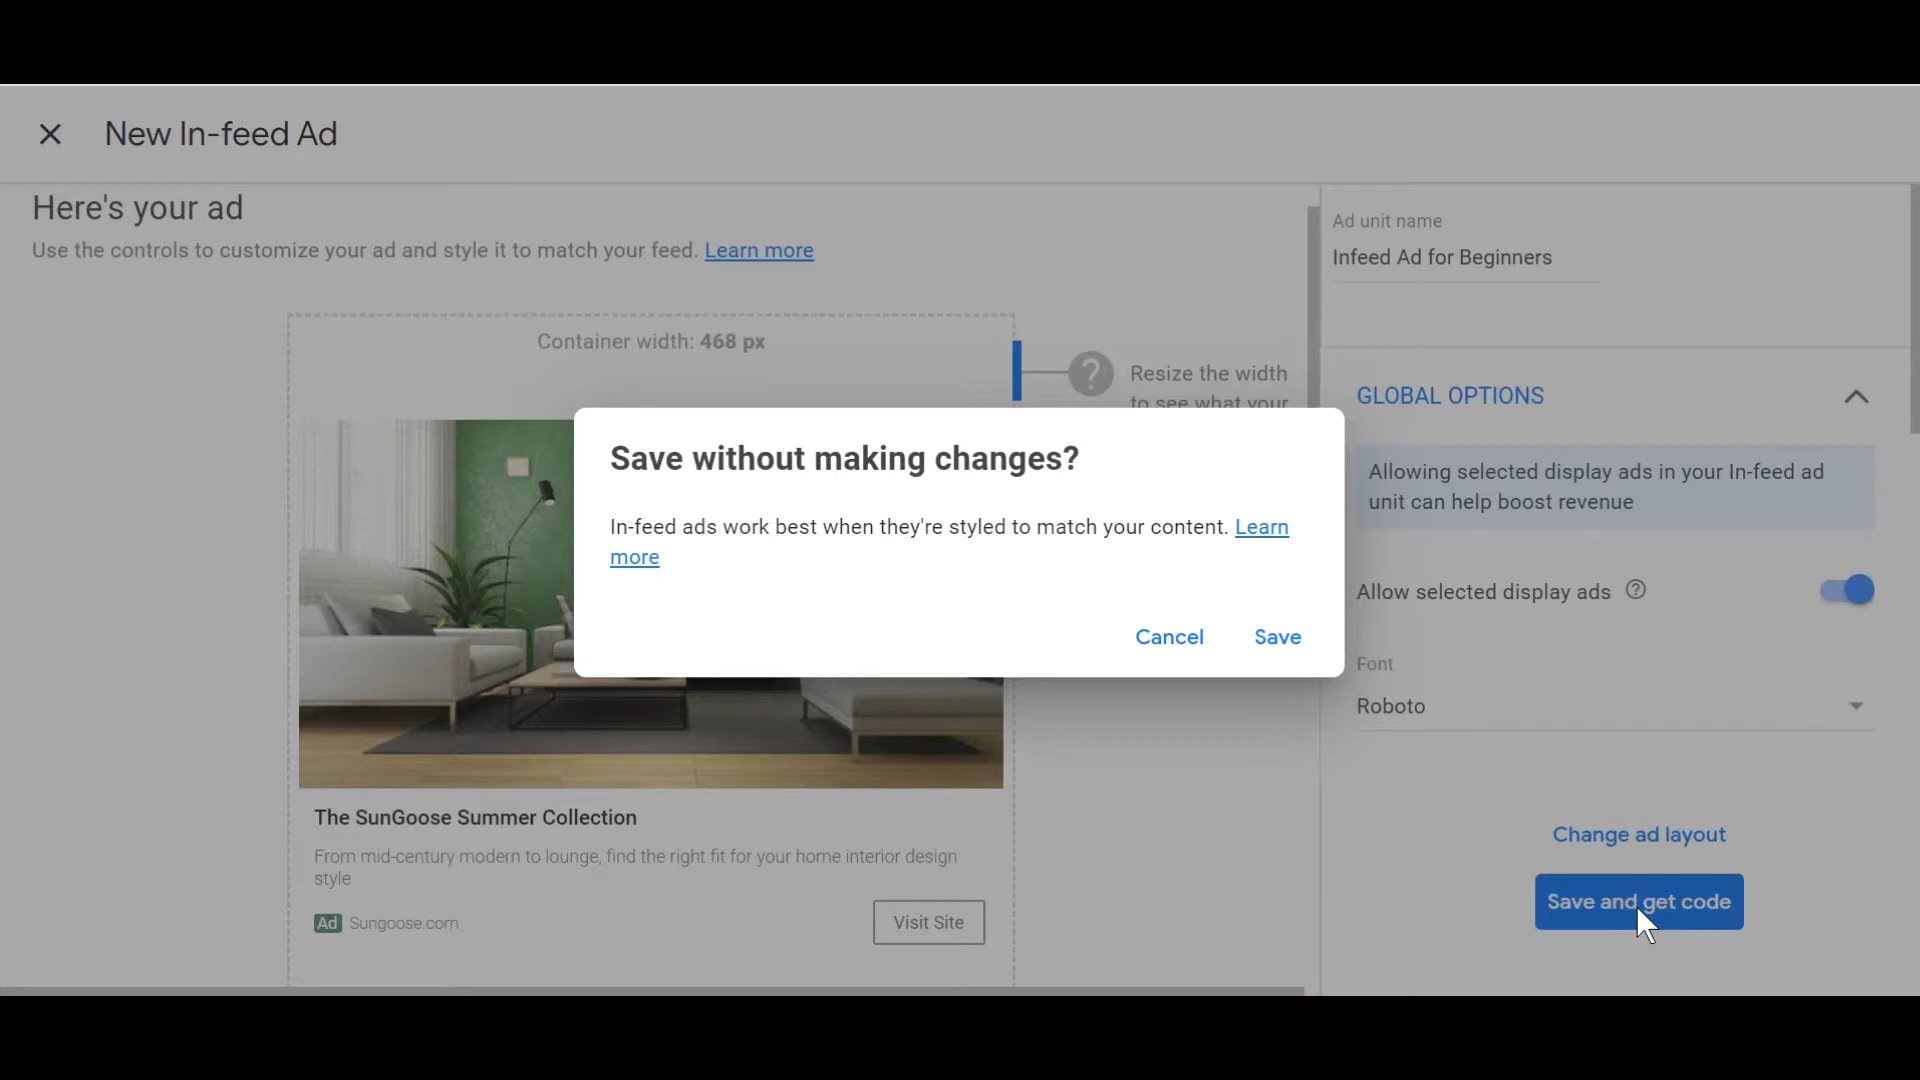 New In-feed Ad
Here's your ad
Use the controls to customize your ad and style it to match your feed. Learn more
Container width: 468 px
Resize the width
to see what your
The SunGoose Summer Collection
From mid-century modern to lounge, find the right fit for your home interior design
style
Ad Sungoose.com
Visit Site
Save without making changes?
In-feed ads work best when they're styled to match your content. Learn
more
Cancel Save
Ad unit name
Infeed Ad for Beginners
GLOBAL OPTIONS
Allowing selected display ads in your In-feed ad
unit can help boost revenue
Allow selected display ads
Font
Roboto
Change ad layout
Save and get code